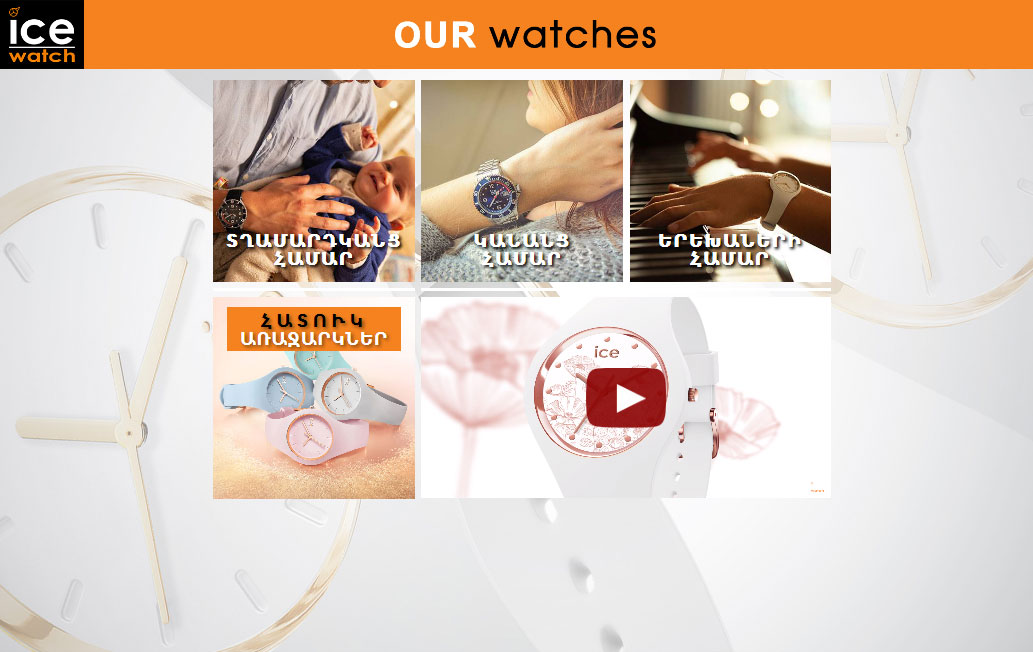 ice
watch
OUR watches
ՏՂԱՄԱՐԴԿԱՆՑ
ՀԱՄԱՐ
ԿԱՆԱՆՑ
ՀԱՄԱՐ
ԵՐԵԽԱՆԵՐԻ
ՀԱՄԱՐ
ՀԱՏՈՒԿ
ԱՌԱՋԱՐԿՆԵՐ
ice